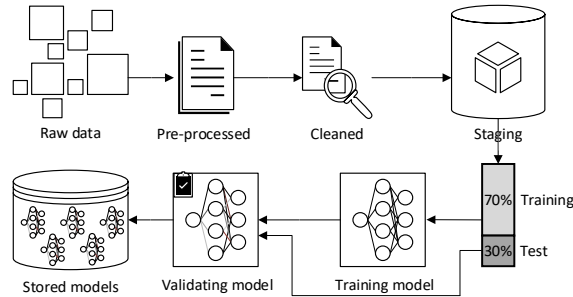 Raw data
Pre-processed
Cleaned
Staging
70% Training
30% Test
Stored models
Validating model
Training model